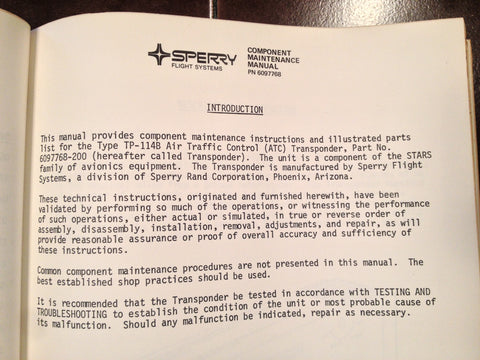 SPERRY
FLIGHT SYSTEMS
COMPONENT
MAINTENANCE
MANUAL
PN 6097768
INTRODUCTION
This manual provides component maintenance instructions and illustrated parts
list for the Type TP-114B Air Traffic Control (ATC) Transponder, Part No.
6097768-200 (hereafter called Transponder). The unit is a component of the STARS
family of avionics equipment. The Transponder is manufactured by Sperry Flight
Systems, a division of Sperry Rand Corporation, Phoenix, Arizona.
These technical instructions, originated and furnished herewith, have been
validated by performing so much of the operations, or witnessing the performance
of such operations, either actual or simulated, in true or reverse order of
assembly, disassembly, installation, removal, adjustments, and repair, as will
provide reasonable assurance or proof of overall accuracy and sufficiency of
these instructions.
Common component maintenance procedures are not presented in this manual. The
best established shop practices should be used.
It is recommended that the Transponder be tested in accordance with TESTING AND
TROUBLESHOOTING to establish the condition of the unit or most probable cause of
its malfunction. Should any malfunction be indicated, repair as necessary.